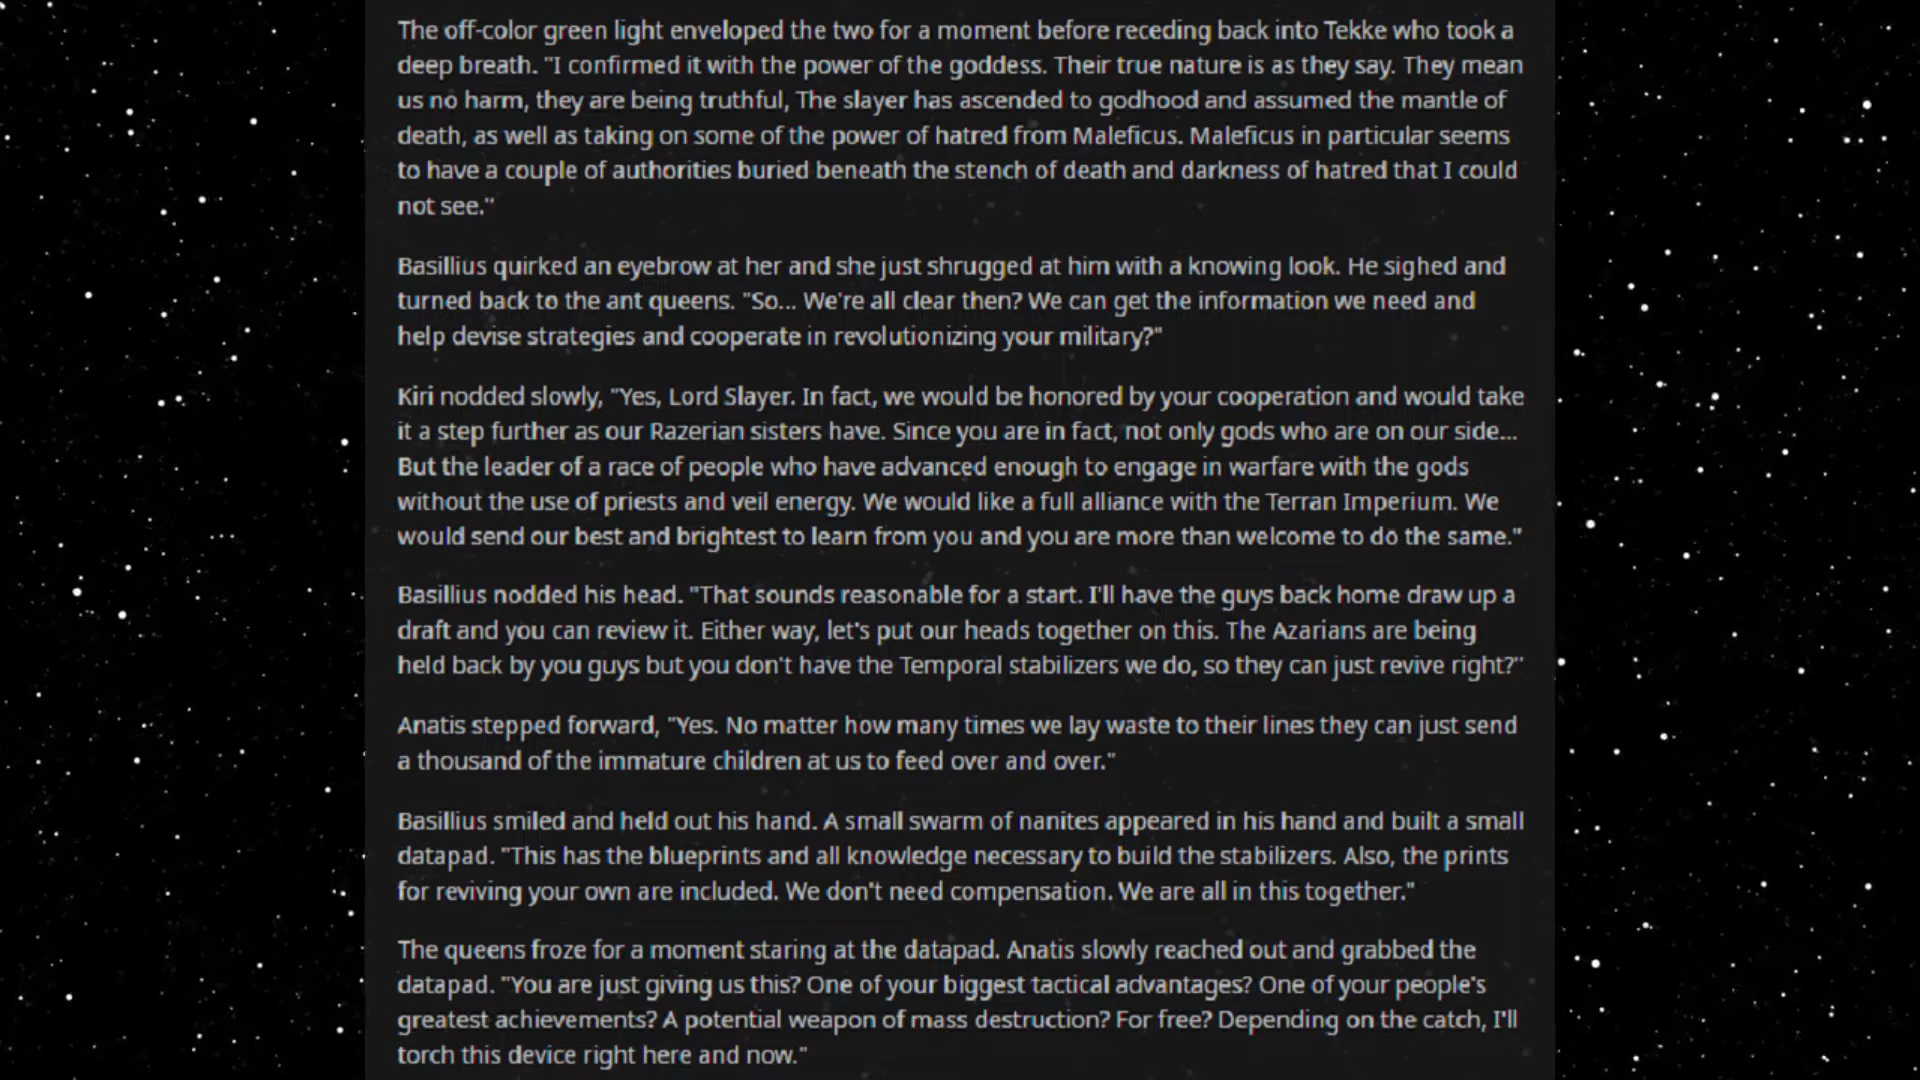 The off-color green light enveloped the two for a moment before receding back into Tekke who took a
deep breath. "I confirmed it with the power of the goddess. Their true nature is as they say. They mean
us no harm, they are being truthful, The slayer has ascended to godhood and assumed the mantle of
death, as well as taking on some of the power of hatred from Maleficus. Maleficus in particular seems
to have a couple of authorities buried beneath the stench of death and darkness of hatred that I could
not see."
Basillius quirked an eyebrow at her and she just shrugged at him with a knowing look. He sighed and
turned back to the ant queens. "So... We're all clear then? We can get the information we need and
help devise strategies and cooperate in revolutionizing your military?"
Kiri nodded slowly, "Yes, Lord Slayer. In fact, we would be honored by your cooperation and would take
it a step further as our Razerian sisters have. Since you are in fact, not only gods who are on our side...
But the leader of a race of people who have advanced enough to engage in warfare with the gods
without the use of priests and veil energy. We would like a full alliance with the Terran Imperium. We
would send our best and brightest to learn from you and you are more than welcome to do the same."
Basillius nodded his head. "That sounds reasonable for a start. I'll have the guys back home draw up a
draft and you can review it. Either way, let's put our heads together on this. The Azarians are being
held back by you guys but you don't have the Temporal stabilizers we do, so they can just revive right?"
Anatis stepped forward, "Yes. No matter how many times we lay waste to their lines they can just send
a thousand of the immature children at us to feed over and over."
Basillius smiled and held out his hand. A small swarm of nanites appeared in his hand and built a small
datapad. "This has the blueprints and all knowledge necessary to build the stabilizers. Also, the prints
for reviving your own are included. We don't need compensation. We are all in this together."
The queens froze for a moment staring at the datapad. Anatis slowly reached out and grabbed the
datapad. "You are just giving us this? One of your biggest tactical advantages? One of your people's
greatest achievements? A potential weapon of mass destruction? For free? Depending on the catch, I'll
torch this device right here and now."